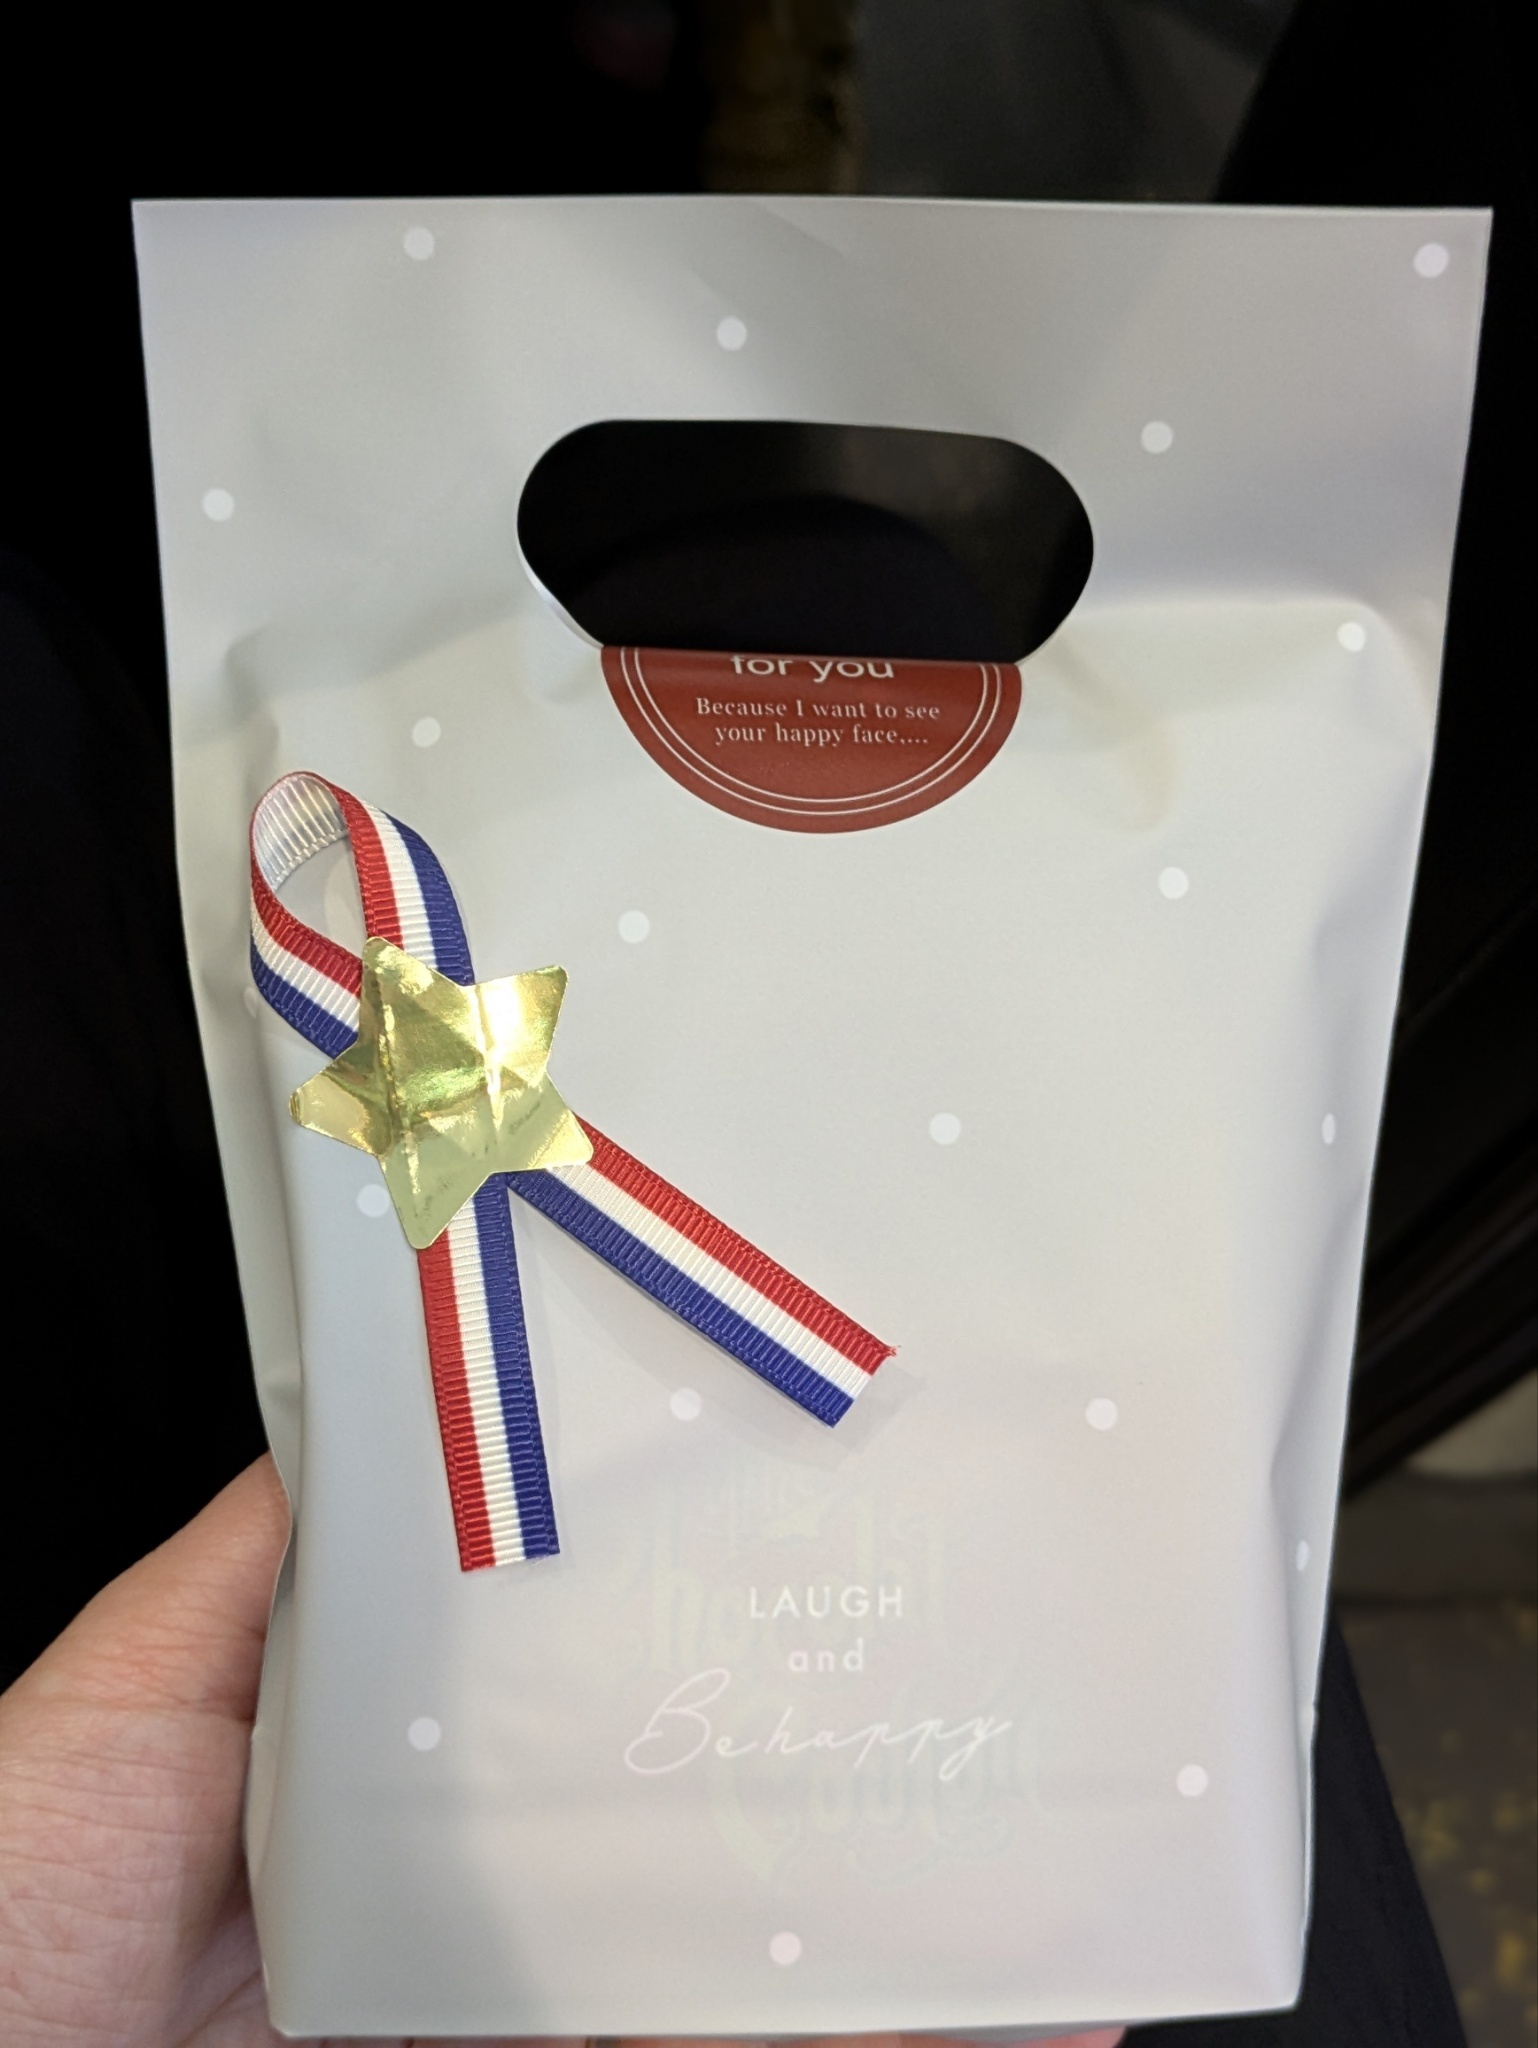 for you
Because I want to see
your happy face,...
LAUGH
and
Be happy